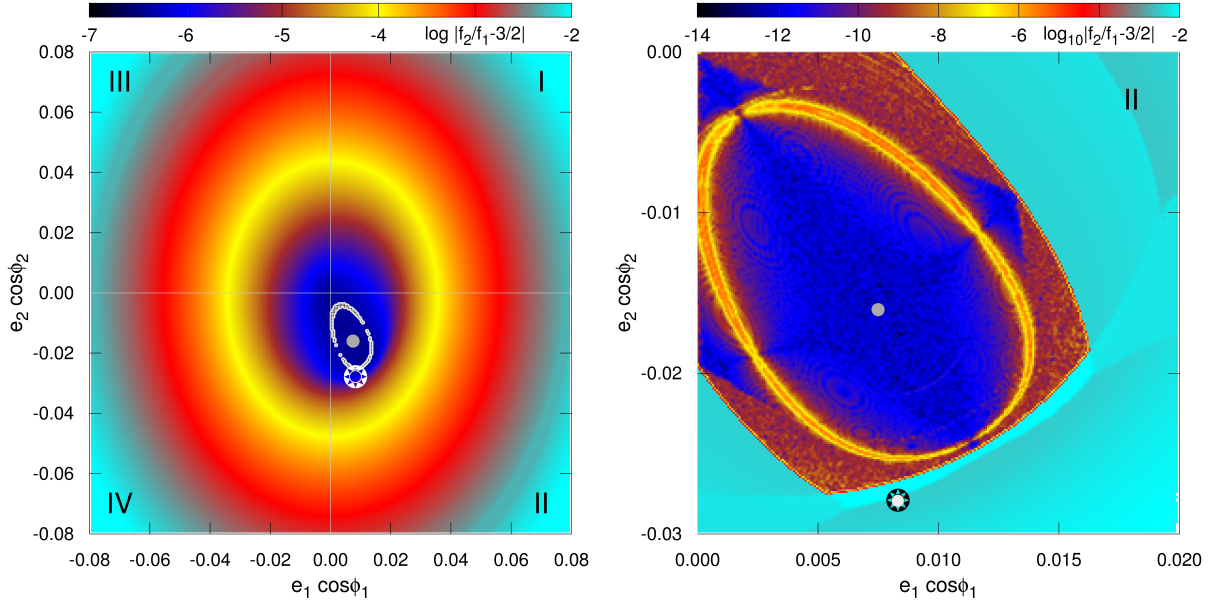 -7 -6 -5 -4 log |f₂/f₁-3/2| -2
III I
IV II
0.08
0.06
0.04
0.02
0.00
-0.02
-0.04
-0.06
-0.08
e₂ cosϕ₂
-0.08 -0.06 -0.04 -0.02 0.00 0.02 0.04 0.06 0.08
e₁ cosϕ₁
-14 -12 -10 -8 -6 log₁₀|f₂/f₁-3/2| -2
II
0.00
-0.01
-0.02
-0.03
e₂ cosϕ₂
0.000 0.005 0.010 0.015 0.020
e₁ cosϕ₁